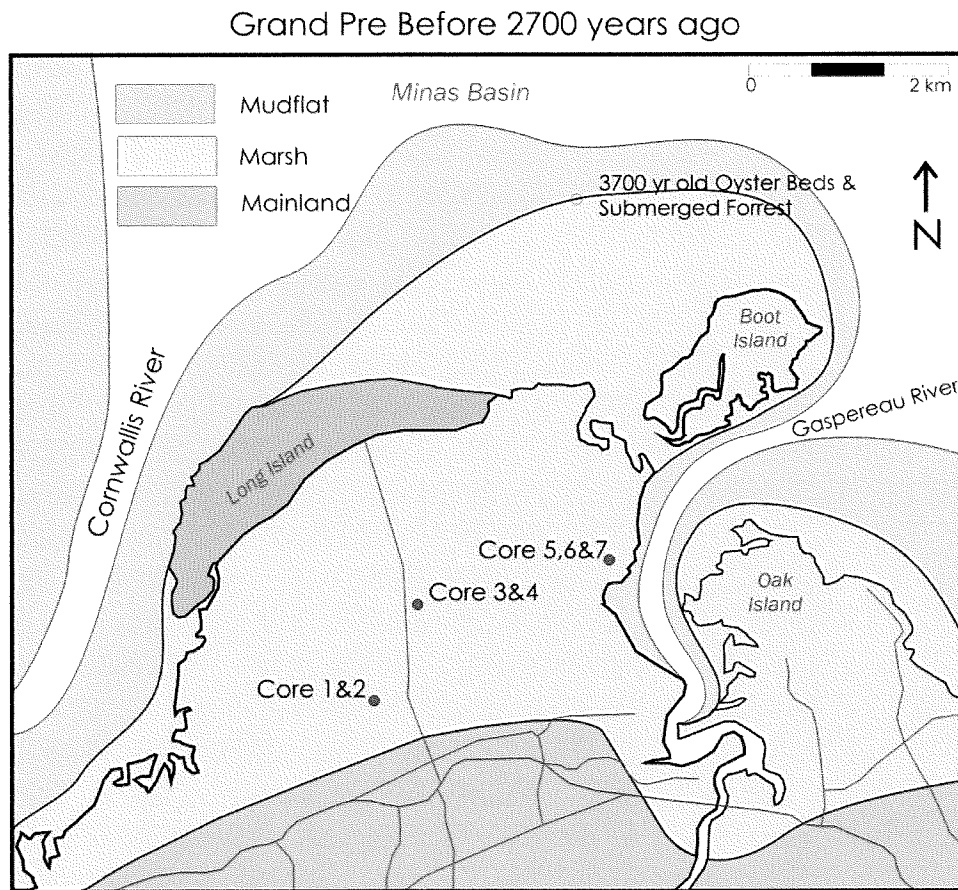 Grand Pre Before 2700 years ago
0 2 km
Minas Basin
Mudflat
Marsh
Mainland
3700 yr old Oyster Beds &
Submerged Forrest
N
Boot
Island
Gaspereau River
Cornwallis River
Long Island
Core 5,6&7
Core 3&4
Oak
Island
Core 1&2